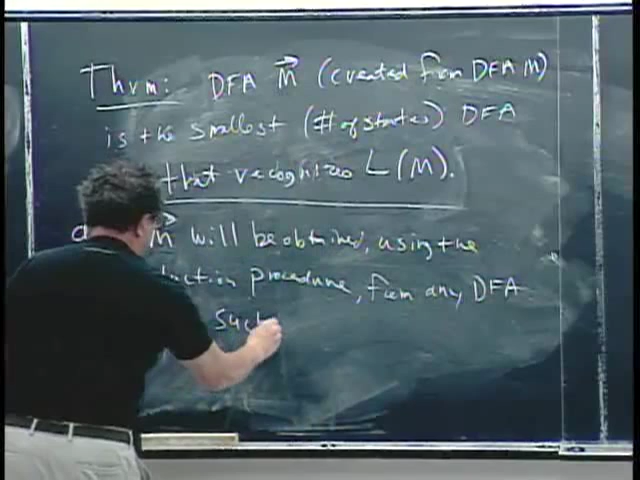 Thrm: DFA M⃗ (created from DFA M)
is the smallest (# of states) DFA
that recognizes L(M).
M⃗ will be obtained, using the
uction procedure, from any DFA
such